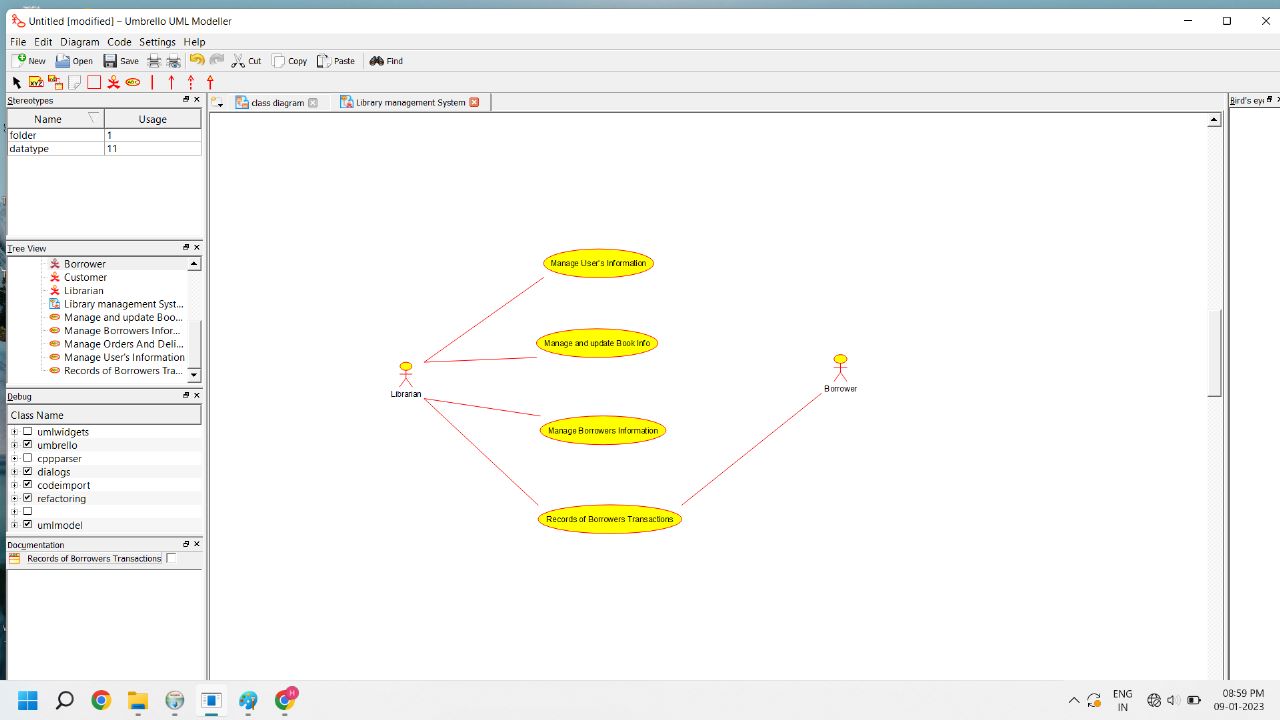 Untitled [modified] – Umbrello UML Modeller
File Edit Diagram Code Settings Help
New Open Save Cut Copy Paste Find
Stereotypes
Name Usage
folder 1
datatype 11
Tree View
Borrower
Customer
Librarian
Library management Syst...
Manage and update Boo...
Manage Borrowers Infor...
Manage Orders And Deli...
Manage User's Information
Records of Borrowers Tra...
Debug
Class Name
umlwidgets
umbrello
cppparser
dialogs
codeimport
refactoring
umlmodel
Documentation
Records of Borrowers Transactions
class diagram Library management System
Manage User's Information
Manage and update Book Info
Librarian
Borrower
Manage Borrowers Information
Records of Borrowers Transactions
Bird's ey
H
ENG
IN
08:59 PM
09-01-2023